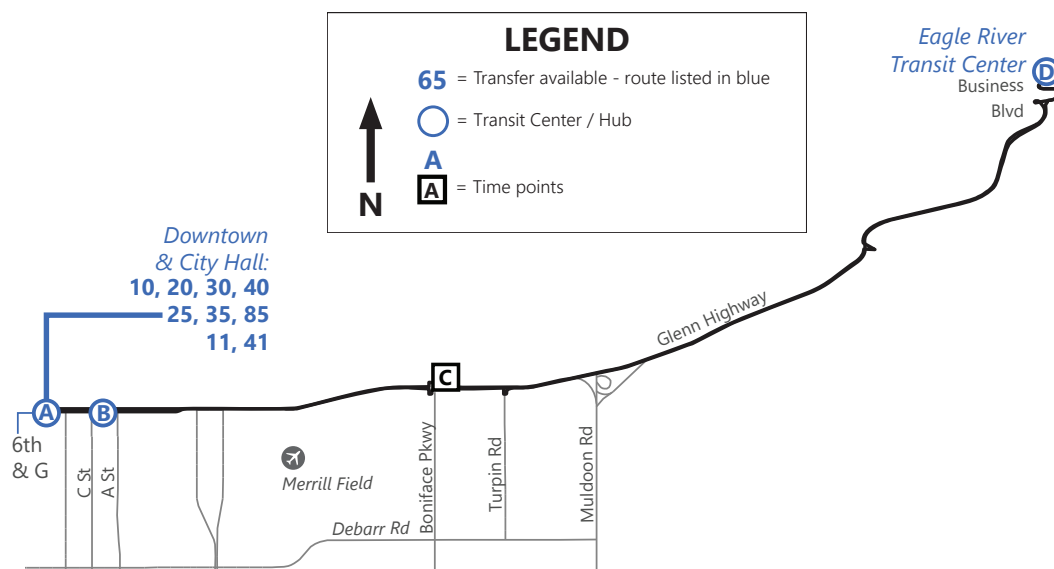 LEGEND
65 = Transfer available - route listed in blue
= Transit Center / Hub
A
A = Time points
N
Eagle River
Transit Center
D
Business
Blvd
Downtown
& City Hall:
10, 20, 30, 40
25, 35, 85
11, 41
Glenn Highway
C
A
B
6th
& G
C St
A St
Merrill Field
Debarr Rd
Boniface Pkwy
Turpin Rd
Muldoon Rd